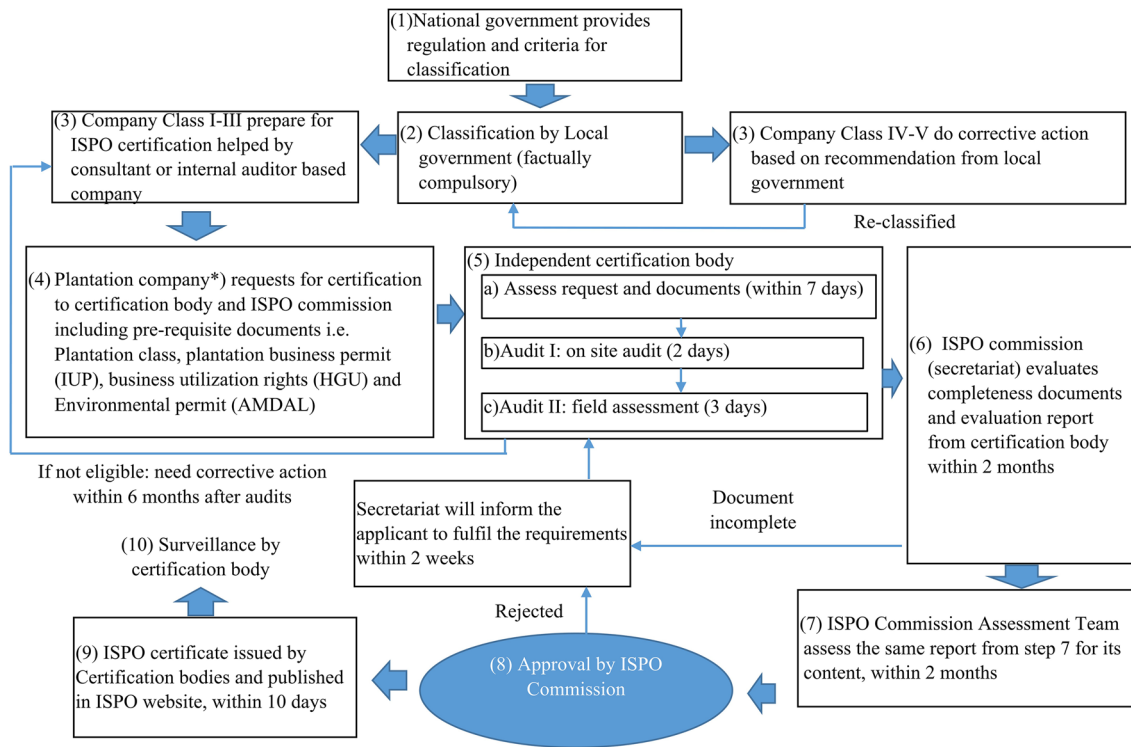 (1)National government provides
regulation and criteria for
classification
(3) Company Class I-III prepare for
ISPO certification helped by
consultant or internal auditor based
company
(2) Classification by Local
government (factually
compulsory)
(3) Company Class IV-V do corrective action
based on recommendation from local
government
Re-classified
(4) Plantation company*) requests for certification
to certification body and ISPO commission
including pre-requisite documents i.e.
Plantation class, plantation business permit
(IUP), business utilization rights (HGU) and
Environmental permit (AMDAL)
(5) Independent certification body
a) Assess request and documents (within 7 days)
b)Audit I: on site audit (2 days)
c)Audit II: field assessment (3 days)
(6) ISPO commission
(secretariat) evaluates
completeness documents
and evaluation report
from certification body
within 2 months
If not eligible: need corrective action
within 6 months after audits
Secretariat will inform the
applicant to fulfil the requirements
within 2 weeks
Document
incomplete
(10) Surveillance by
certification body
Rejected
(7) ISPO Commission Assessment Team
assess the same report from step 7 for its
content, within 2 months
(8) Approval by ISPO
Commission
(9) ISPO certificate issued by
Certification bodies and published
in ISPO website, within 10 days